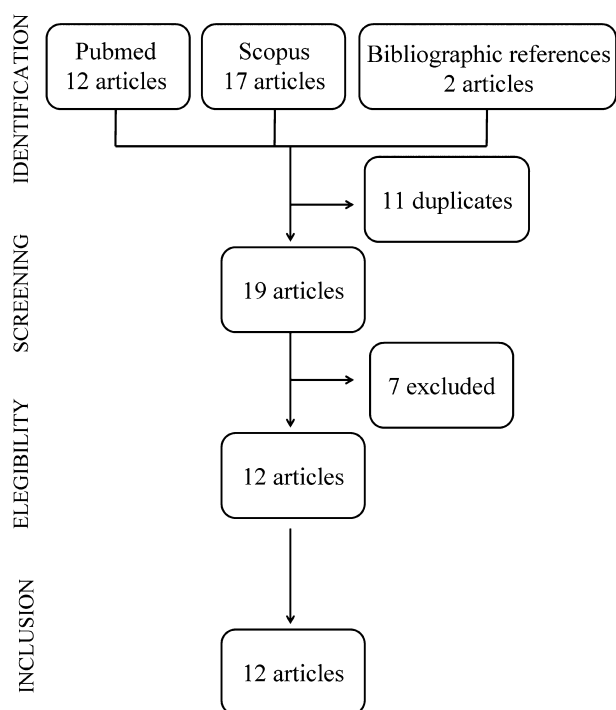 IDENTIFICATION
Pubmed
12 articles
Scopus
17 articles
Bibliographic references
2 articles
11 duplicates
SCREENING
19 articles
7 excluded
ELEGIBILITY
12 articles
INCLUSION
12 articles